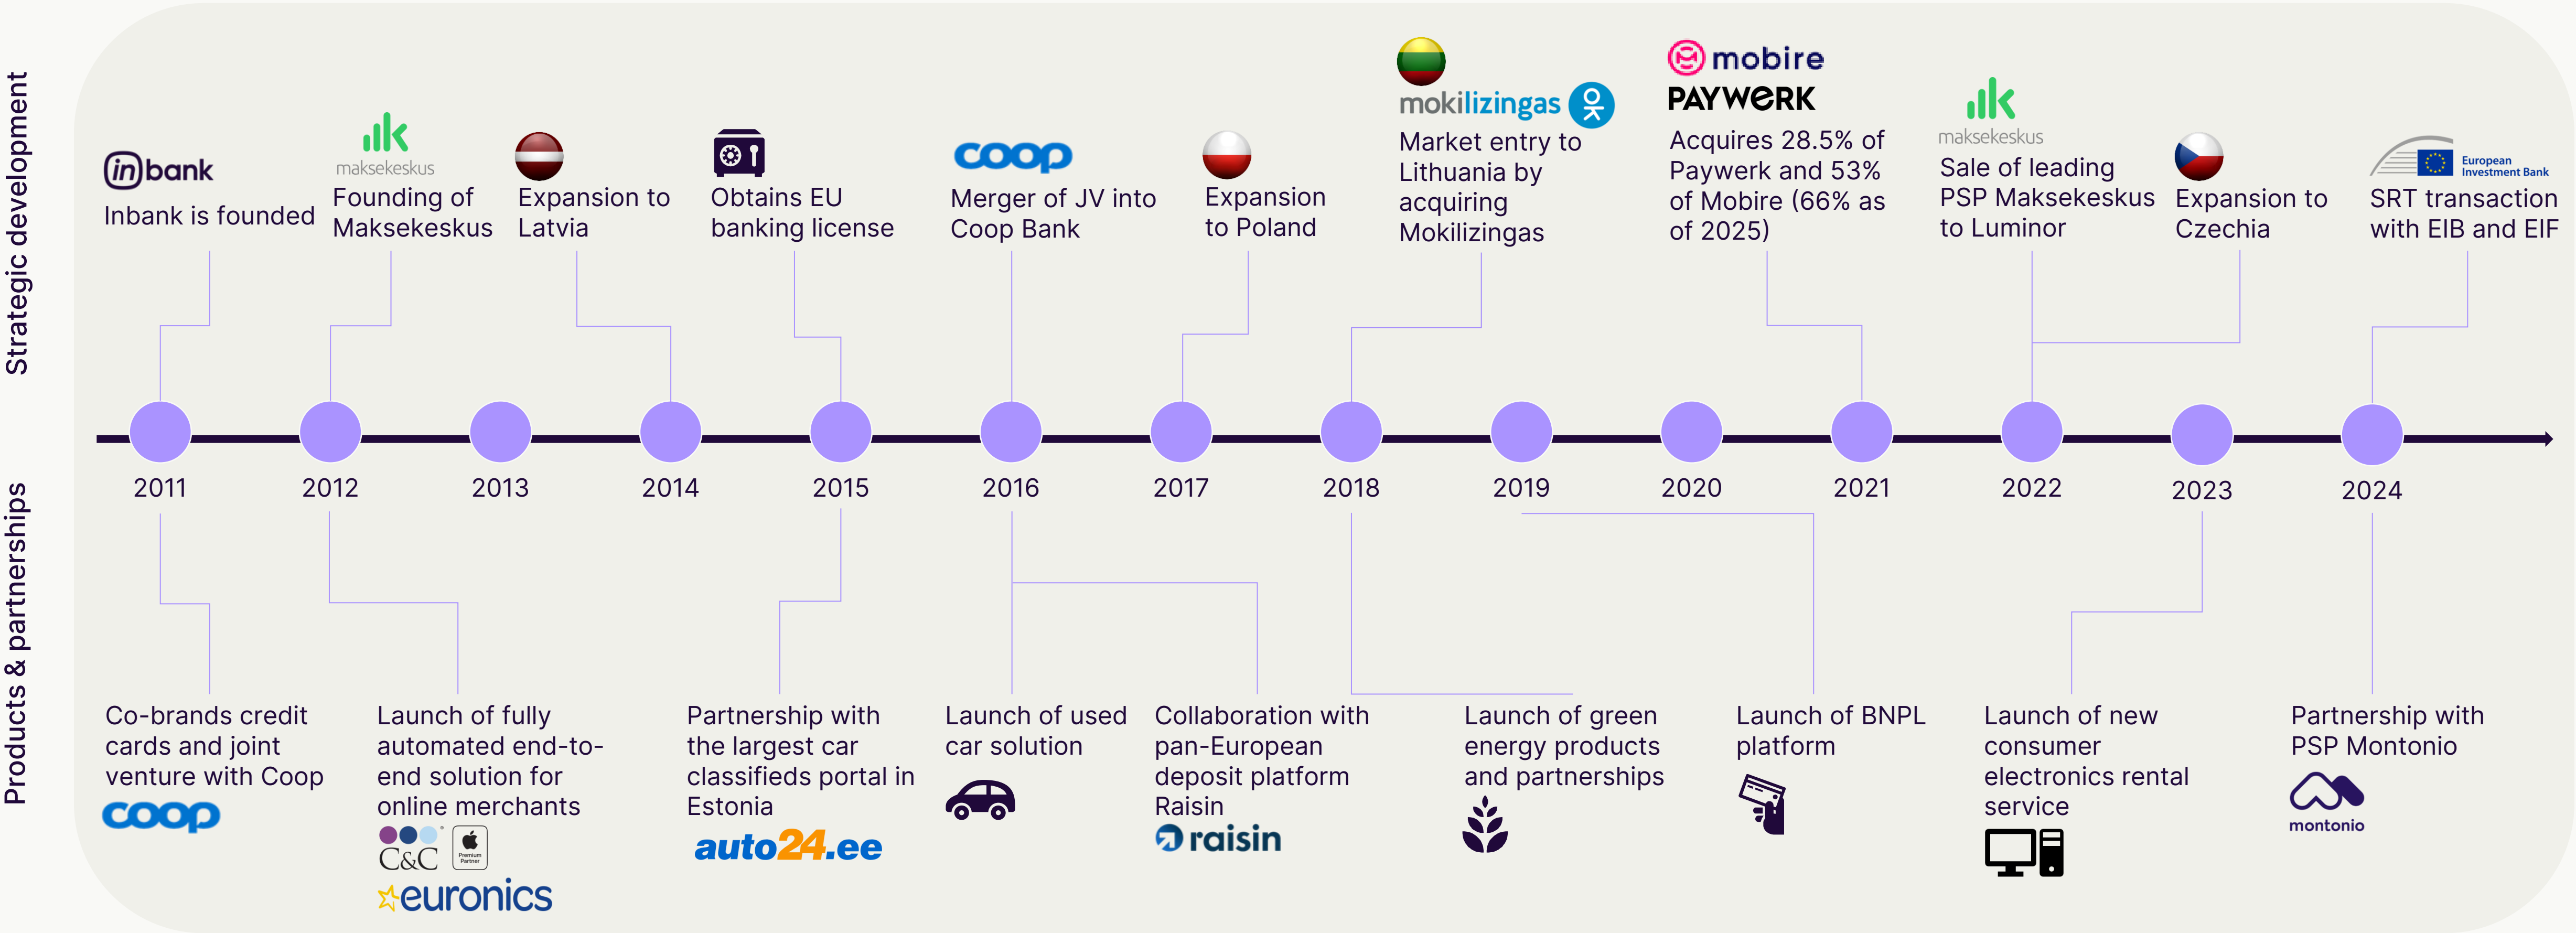 Strategic development
inbank
Inbank is founded
maksekeskus
Founding of
Maksekeskus
Expansion to
Latvia
Obtains EU
banking license
coop
Merger of JV into
Coop Bank
Expansion
to Poland
mokilizingas
Market entry to
Lithuania by
acquiring
Mokilizingas
mobire
PAYWERK
Acquires 28.5% of
Paywerk and 53%
of Mobire (66% as
of 2025)
maksekeskus
Sale of leading
PSP Maksekeskus
to Luminor
Expansion to
Czechia
European
Investment Bank
SRT transaction
with EIB and EIF
2011
2012
2013
2014
2015
2016
2017
2018
2019
2020
2021
2022
2023
2024
Products & partnerships
Co-brands credit
cards and joint
venture with Coop
coop
Launch of fully
automated end-to-
end solution for
online merchants
C&C
Premium
Partner
euronics
Partnership with
the largest car
classifieds portal in
Estonia
auto24.ee
Launch of used
car solution
Collaboration with
pan-European
deposit platform
Raisin
raisin
Launch of green
energy products
and partnerships
Launch of BNPL
platform
Launch of new
consumer
electronics rental
service
Partnership with
PSP Montonio
montonio